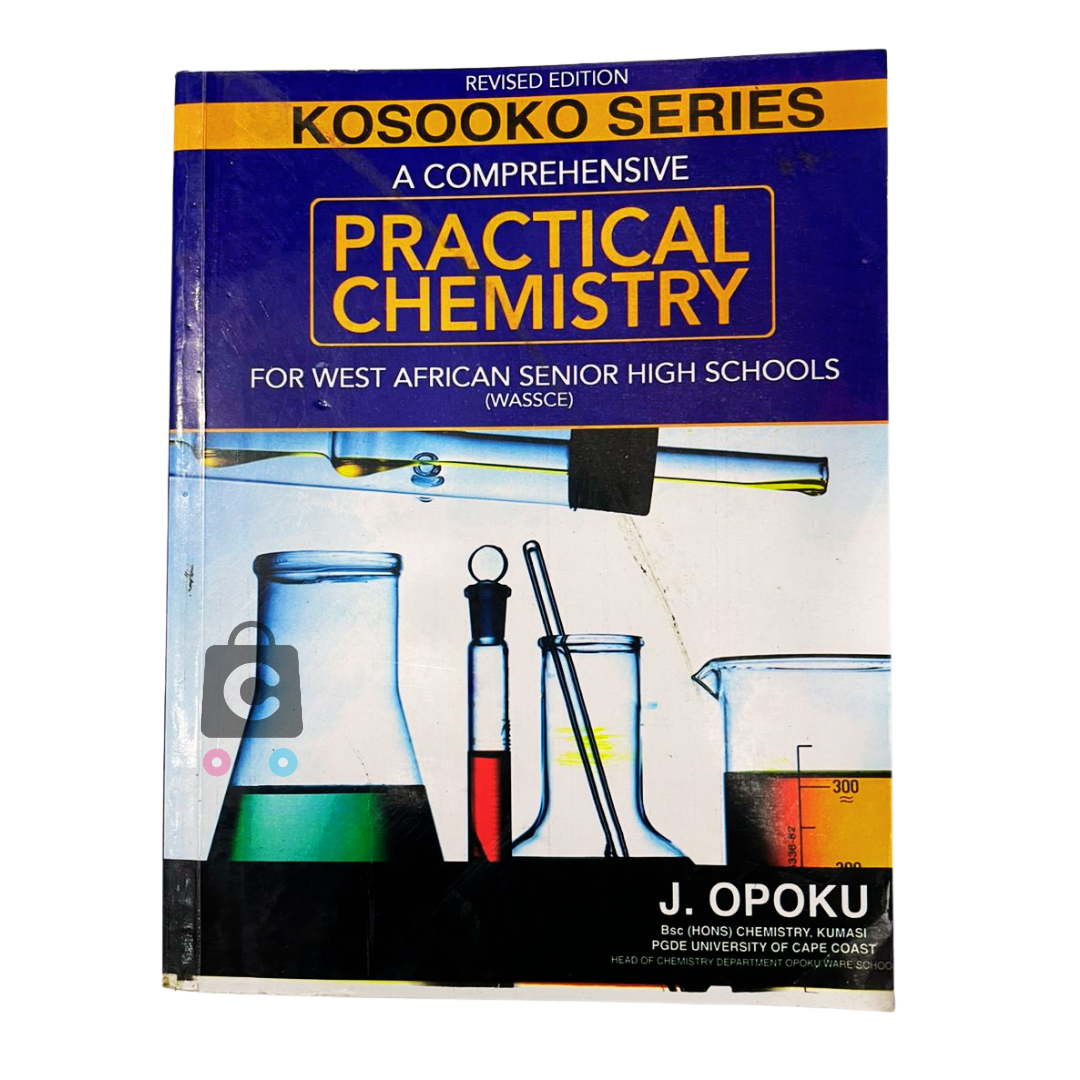 REVISED EDITION
KOSOOKO SERIES
A COMPREHENSIVE
PRACTICAL
CHEMISTRY
FOR WEST AFRICAN SENIOR HIGH SCHOOLS
(WASSCE)
C
300
≈
J. OPOKU
Bsc (HONS) CHEMISTRY, KUMASI
PGDE UNIVERSITY OF CAPE COAST
HEAD OF CHEMISTRY DEPARTMENT OPOKU WARE SCHOO